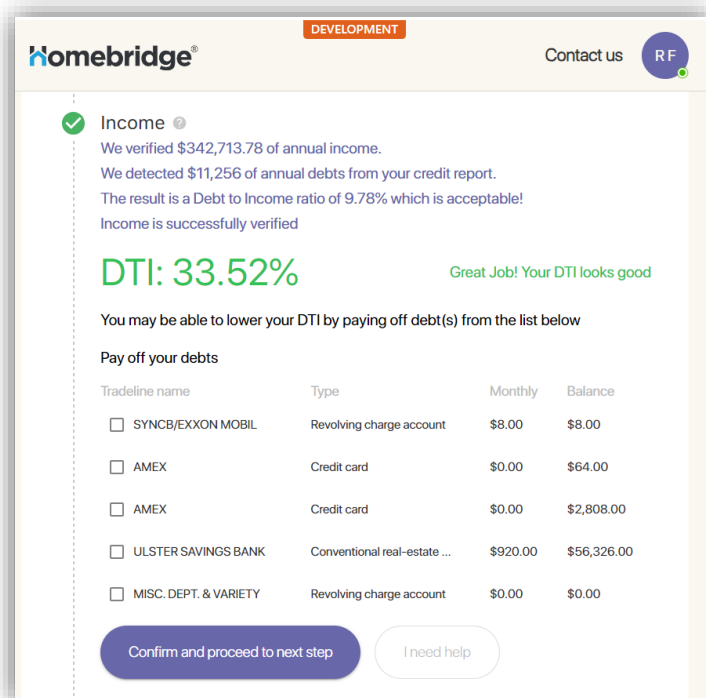 DEVELOPMENT
Homebridge®
Contact us
RF
Income ?
We verified $342,713.78 of annual income.
We detected $11,256 of annual debts from your credit report.
The result is a Debt to Income ratio of 9.78% which is acceptable!
Income is successfully verified
DTI: 33.52%
Great Job! Your DTI looks good
You may be able to lower your DTI by paying off debt(s) from the list below
Pay off your debts
Tradeline name Type Monthly Balance
SYNCB/EXXON MOBIL Revolving charge account $8.00 $8.00
AMEX Credit card $0.00 $64.00
AMEX Credit card $0.00 $2,808.00
ULSTER SAVINGS BANK Conventional real-estate ... $920.00 $56,326.00
MISC. DEPT. & VARIETY Revolving charge account $0.00 $0.00
Confirm and proceed to next step
I need help